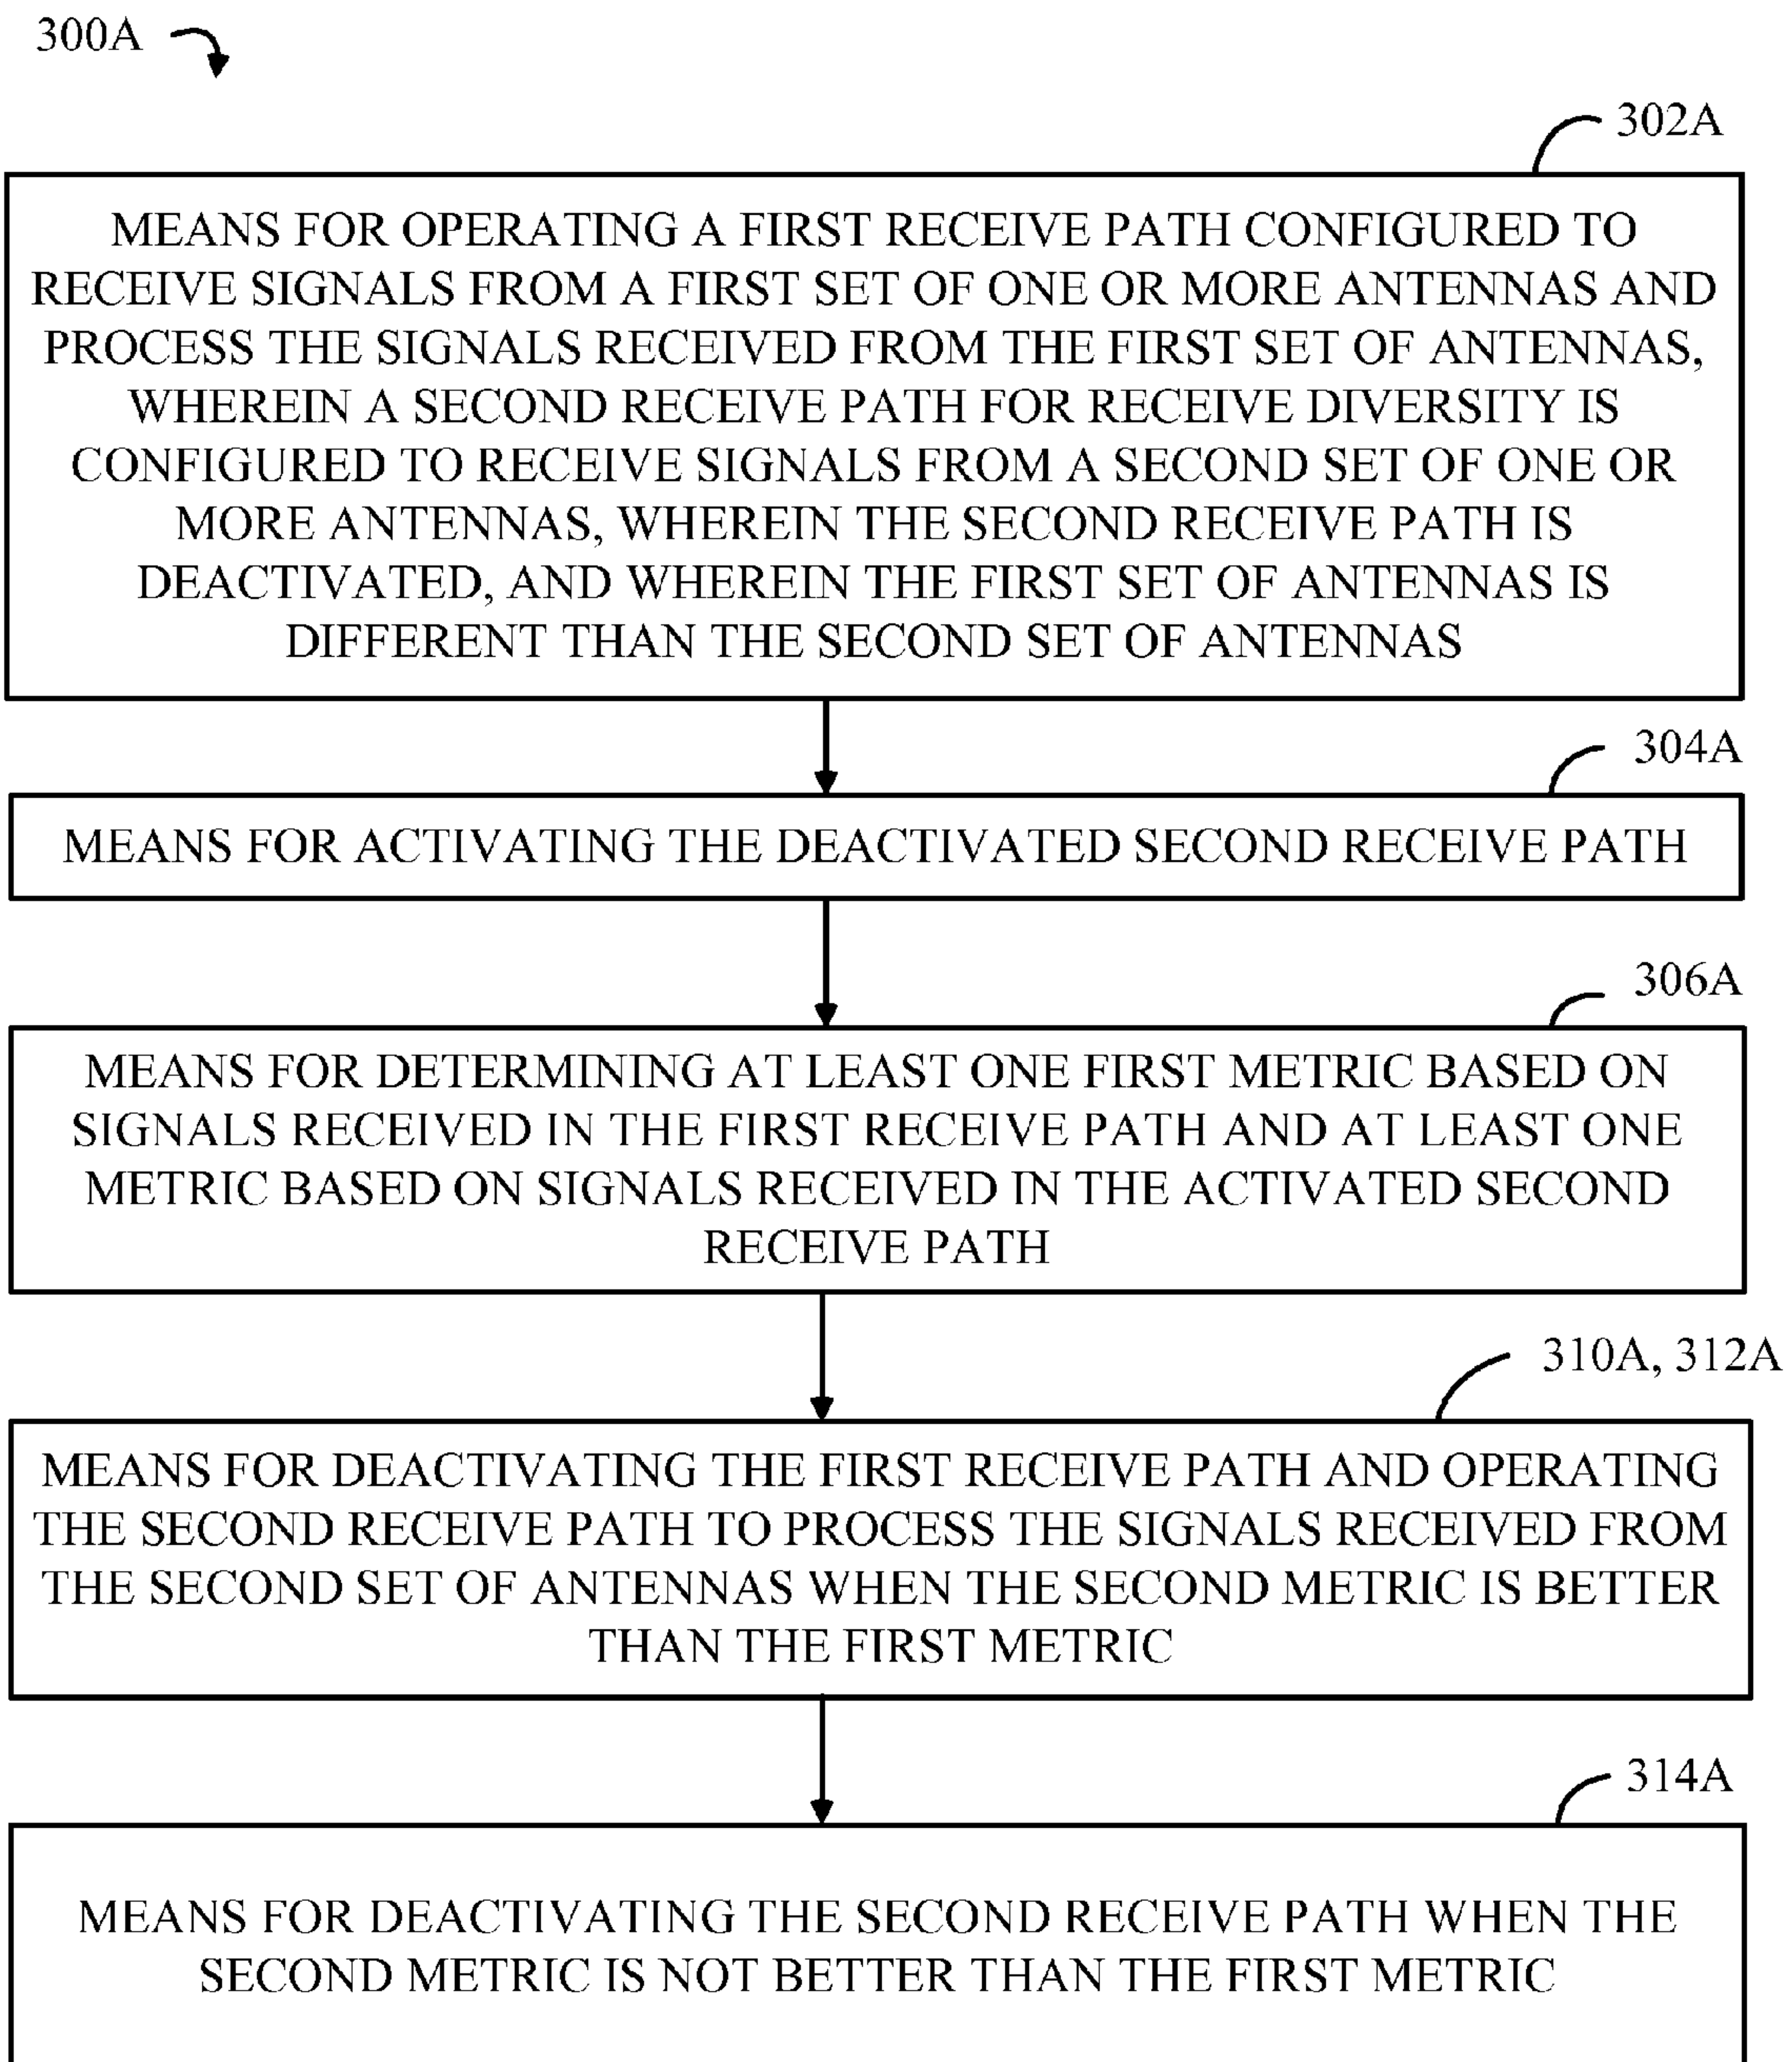 300A
302A
MEANS FOR OPERATING A FIRST RECEIVE PATH CONFIGURED TO
RECEIVE SIGNALS FROM A FIRST SET OF ONE OR MORE ANTENNAS AND
PROCESS THE SIGNALS RECEIVED FROM THE FIRST SET OF ANTENNAS,
WHEREIN A SECOND RECEIVE PATH FOR RECEIVE DIVERSITY IS
CONFIGURED TO RECEIVE SIGNALS FROM A SECOND SET OF ONE OR
MORE ANTENNAS, WHEREIN THE SECOND RECEIVE PATH IS
DEACTIVATED, AND WHEREIN THE FIRST SET OF ANTENNAS IS
DIFFERENT THAN THE SECOND SET OF ANTENNAS
304A
MEANS FOR ACTIVATING THE DEACTIVATED SECOND RECEIVE PATH
306A
MEANS FOR DETERMINING AT LEAST ONE FIRST METRIC BASED ON
SIGNALS RECEIVED IN THE FIRST RECEIVE PATH AND AT LEAST ONE
METRIC BASED ON SIGNALS RECEIVED IN THE ACTIVATED SECOND
RECEIVE PATH
310A, 312A
MEANS FOR DEACTIVATING THE FIRST RECEIVE PATH AND OPERATING
THE SECOND RECEIVE PATH TO PROCESS THE SIGNALS RECEIVED FROM
THE SECOND SET OF ANTENNAS WHEN THE SECOND METRIC IS BETTER
THAN THE FIRST METRIC
314A
MEANS FOR DEACTIVATING THE SECOND RECEIVE PATH WHEN THE
SECOND METRIC IS NOT BETTER THAN THE FIRST METRIC